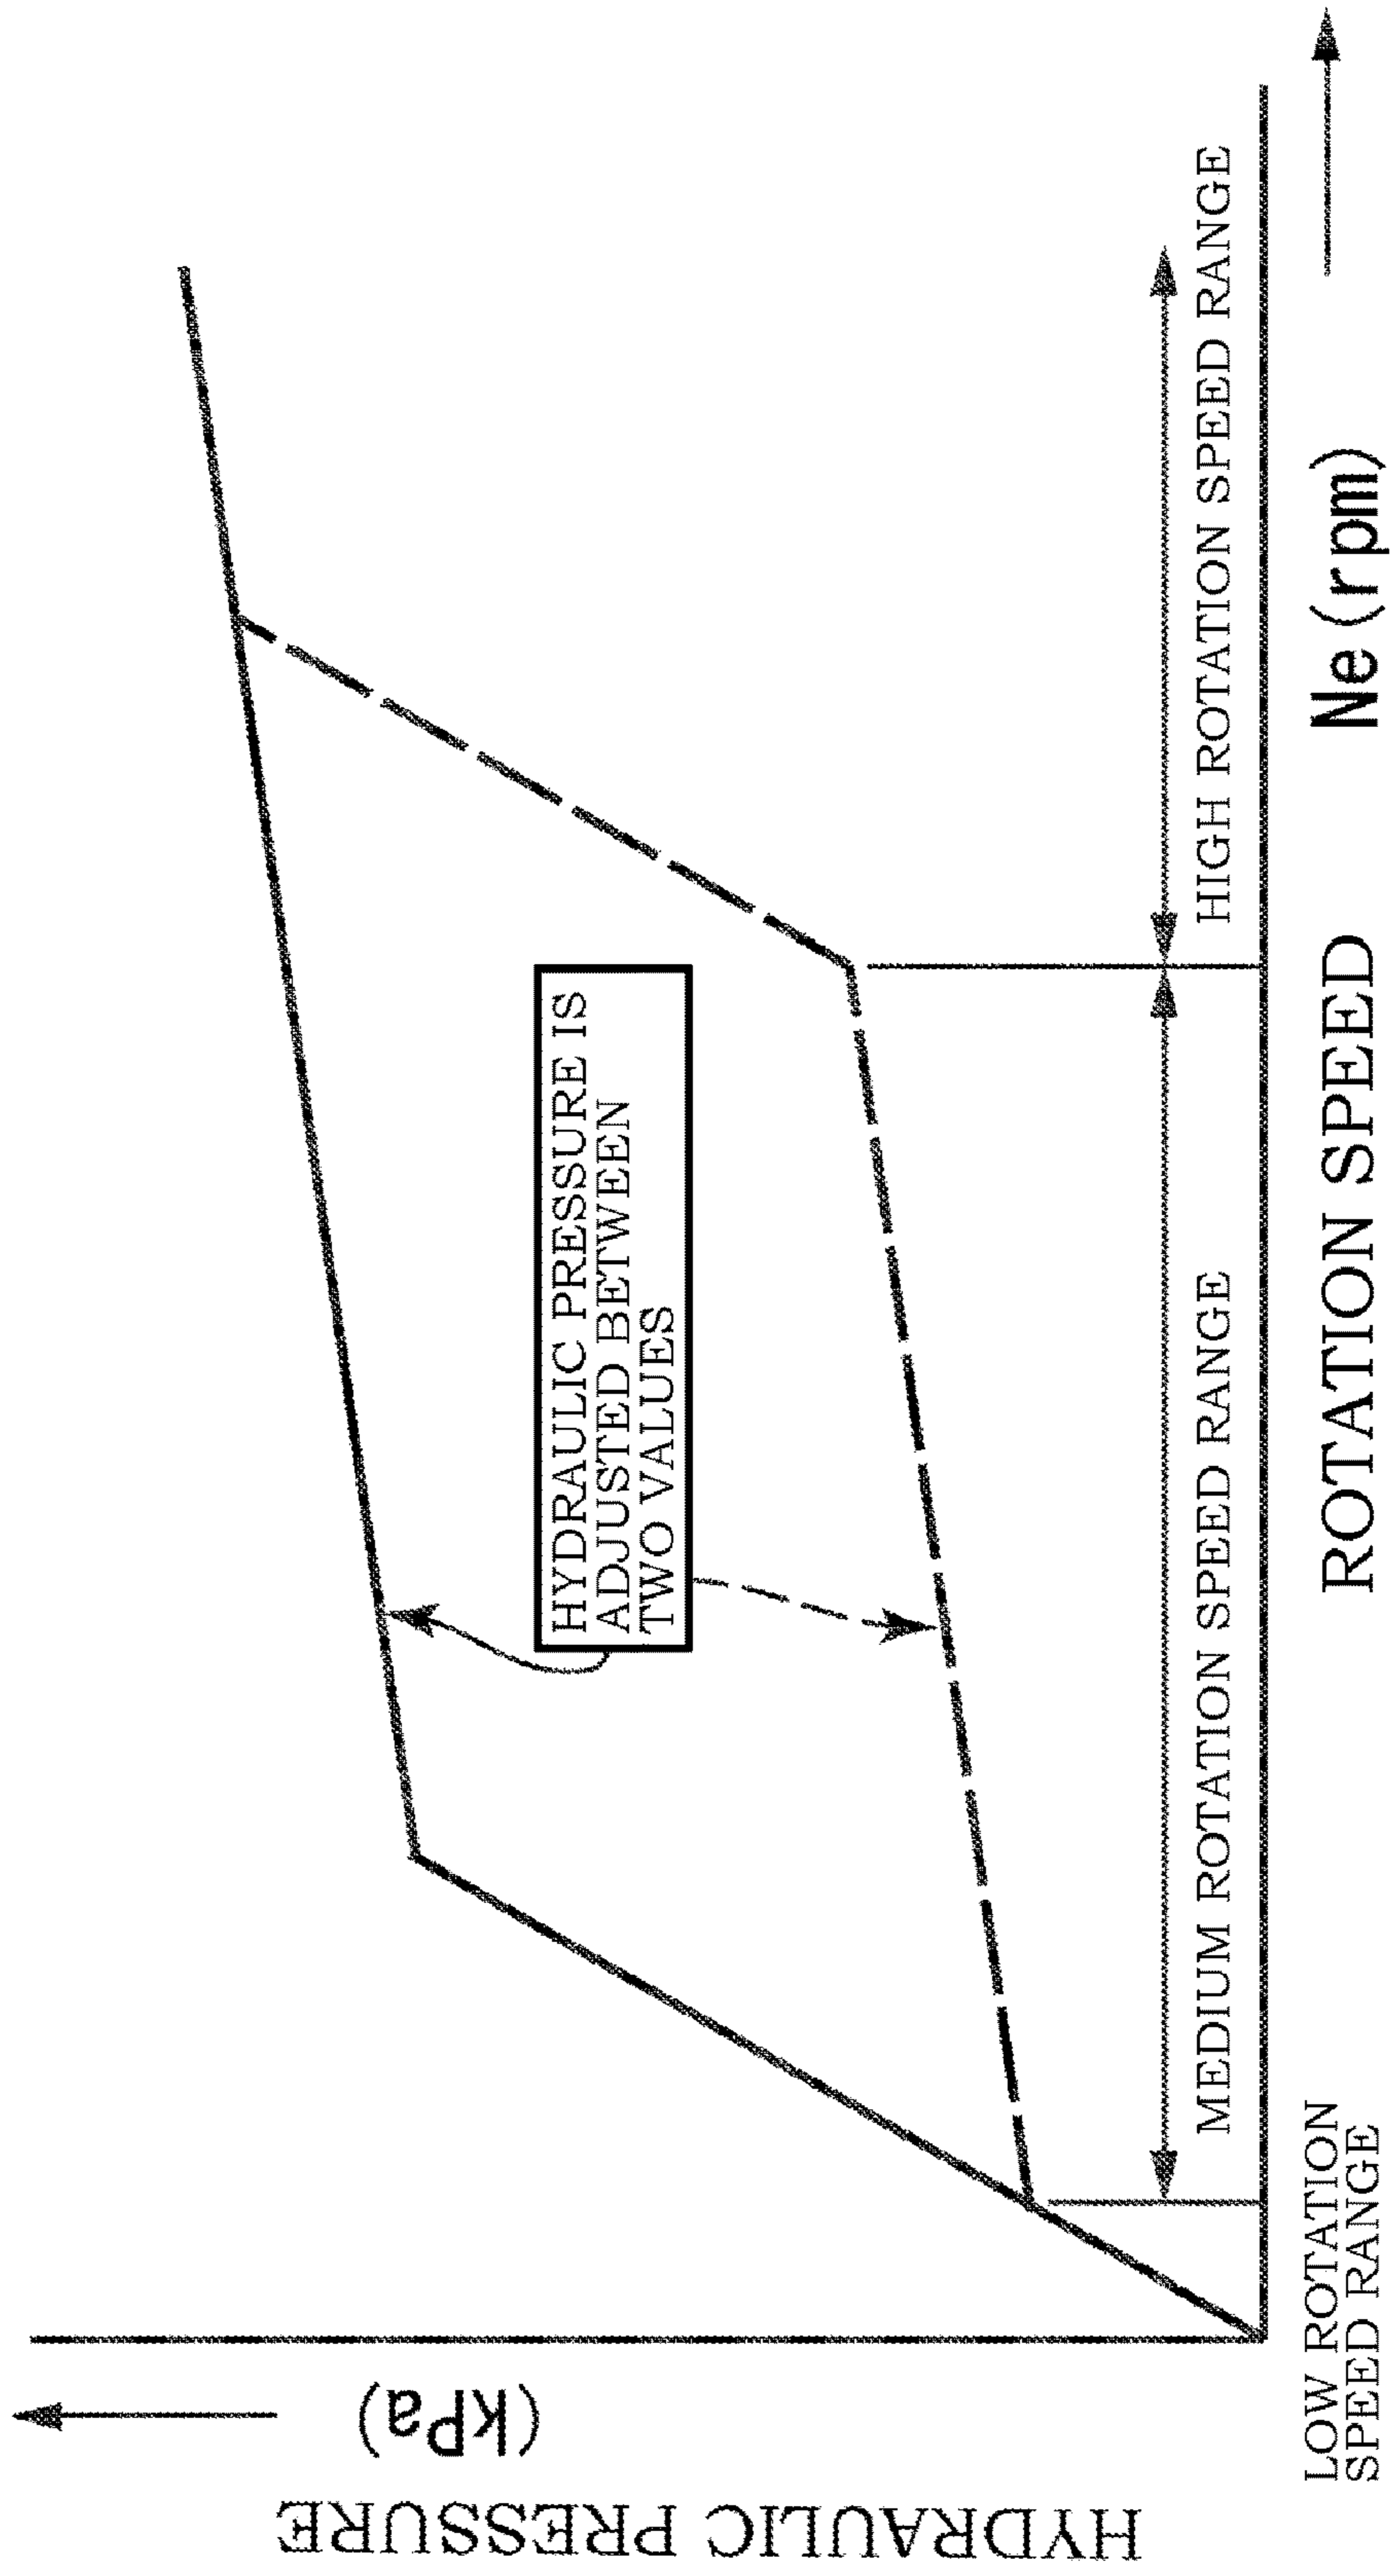 HYDRAULIC PRESSURE
(kPa)
HYDRAULIC PRESSURE IS
ADJUSTED BETWEEN
TWO VALUES
MEDIUM ROTATION SPEED RANGE
HIGH ROTATION SPEED RANGE
LOW ROTATION
SPEED RANGE
ROTATION SPEED Ne (rpm)